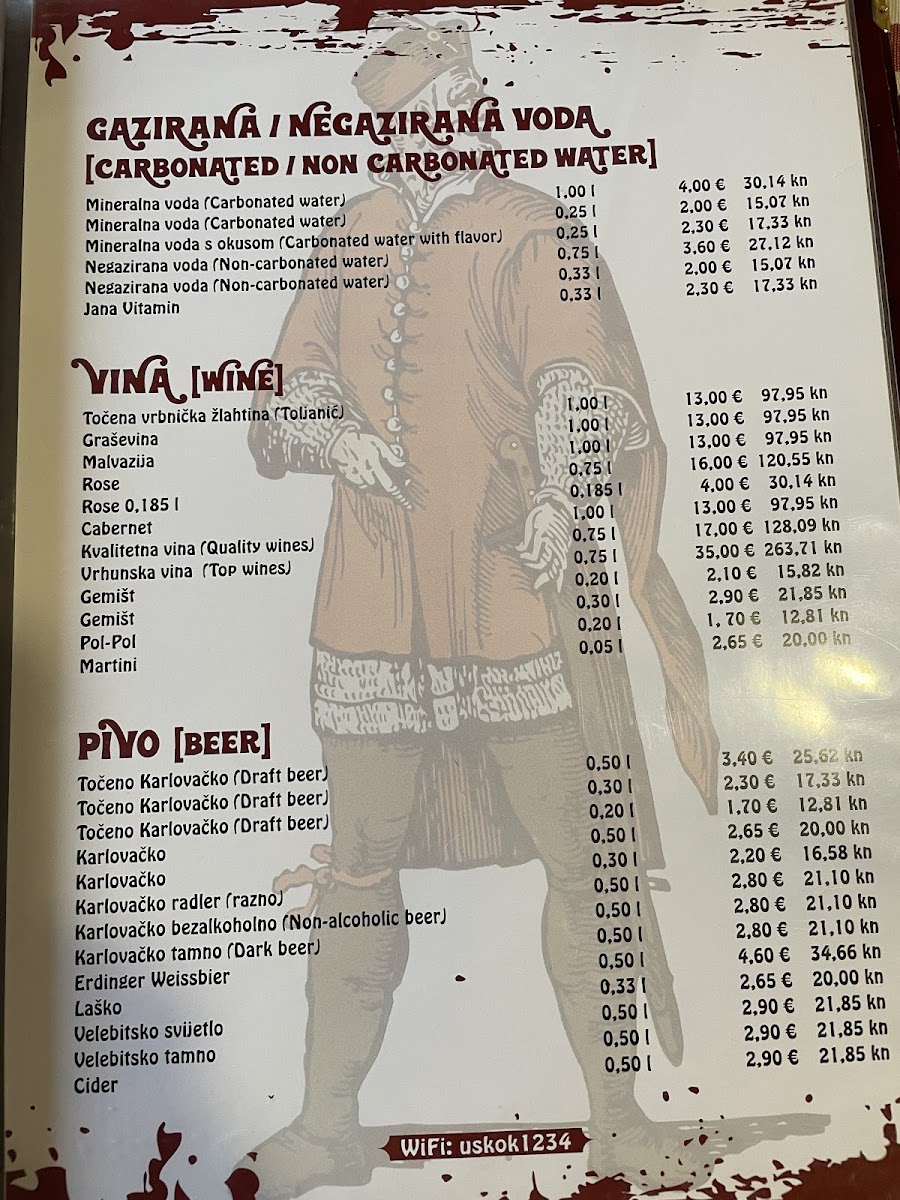 GAZIRANA / NEGAZIRANA VODA
[CARBONATED / NON CARBONATED WATER]
Mineralna voda (Carbonated water) 1,00 l 4,00 € 30,14 kn
Mineralna voda (Carbonated water) 0,25 l 2,00 € 15,07 kn
Mineralna voda s okusom (Carbonated water with flavor) 0,25 l 2,30 € 17,33 kn
Negazirana voda (Non-carbonated water) 0,75 l 3,60 € 27,12 kn
Negazirana voda (Non-carbonated water) 0,33 l 2,00 € 15,07 kn
Jana Vitamin 0,33 l 2,30 € 17,33 kn
VINA [WINE]
Točena vrbnička žlahtina (Toljanić) 1,00 l 13,00 € 97,95 kn
Graševina 1,00 l 13,00 € 97,95 kn
Malvazija 1,00 l 13,00 € 97,95 kn
Rose 0,75 l 16,00 € 120,55 kn
Rose 0,185 l 0,185 l 4,00 € 30,14 kn
Cabernet 1,00 l 13,00 € 97,95 kn
Kvalitetna vina (Quality wines) 0,75 l 17,00 € 128,09 kn
Vrhunska vina (Top wines) 0,75 l 35,00 € 263,71 kn
Gemišt 0,20 l 2,10 € 15,82 kn
Gemišt 0,30 l 2,90 € 21,85 kn
Pol-Pol 0,20 l 1,70 € 12,81 kn
Martini 0,05 l 2,65 € 20,00 kn
PIVO [BEER]
Točeno Karlovačko (Draft beer) 0,50 l 3,40 € 25,62 kn
Točeno Karlovačko (Draft beer) 0,30 l 2,30 € 17,33 kn
Točeno Karlovačko (Draft beer) 0,20 l 1,70 € 12,81 kn
Karlovačko 0,50 l 2,65 € 20,00 kn
Karlovačko 0,30 l 2,20 € 16,58 kn
Karlovačko radler (razno) 0,50 l 2,80 € 21,10 kn
Karlovačko bezalkoholno (Non-alcoholic beer) 0,50 l 2,80 € 21,10 kn
Karlovačko tamno (Dark beer) 0,50 l 2,80 € 21,10 kn
Erdinger Weissbier 0,50 l 4,60 € 34,66 kn
Laško 0,33 l 2,65 € 20,00 kn
Velebitsko svijetlo 0,50 l 2,90 € 21,85 kn
Velebitsko tamno 0,50 l 2,90 € 21,85 kn
Cider 0,50 l 2,90 € 21,85 kn
WiFi: uskok1234